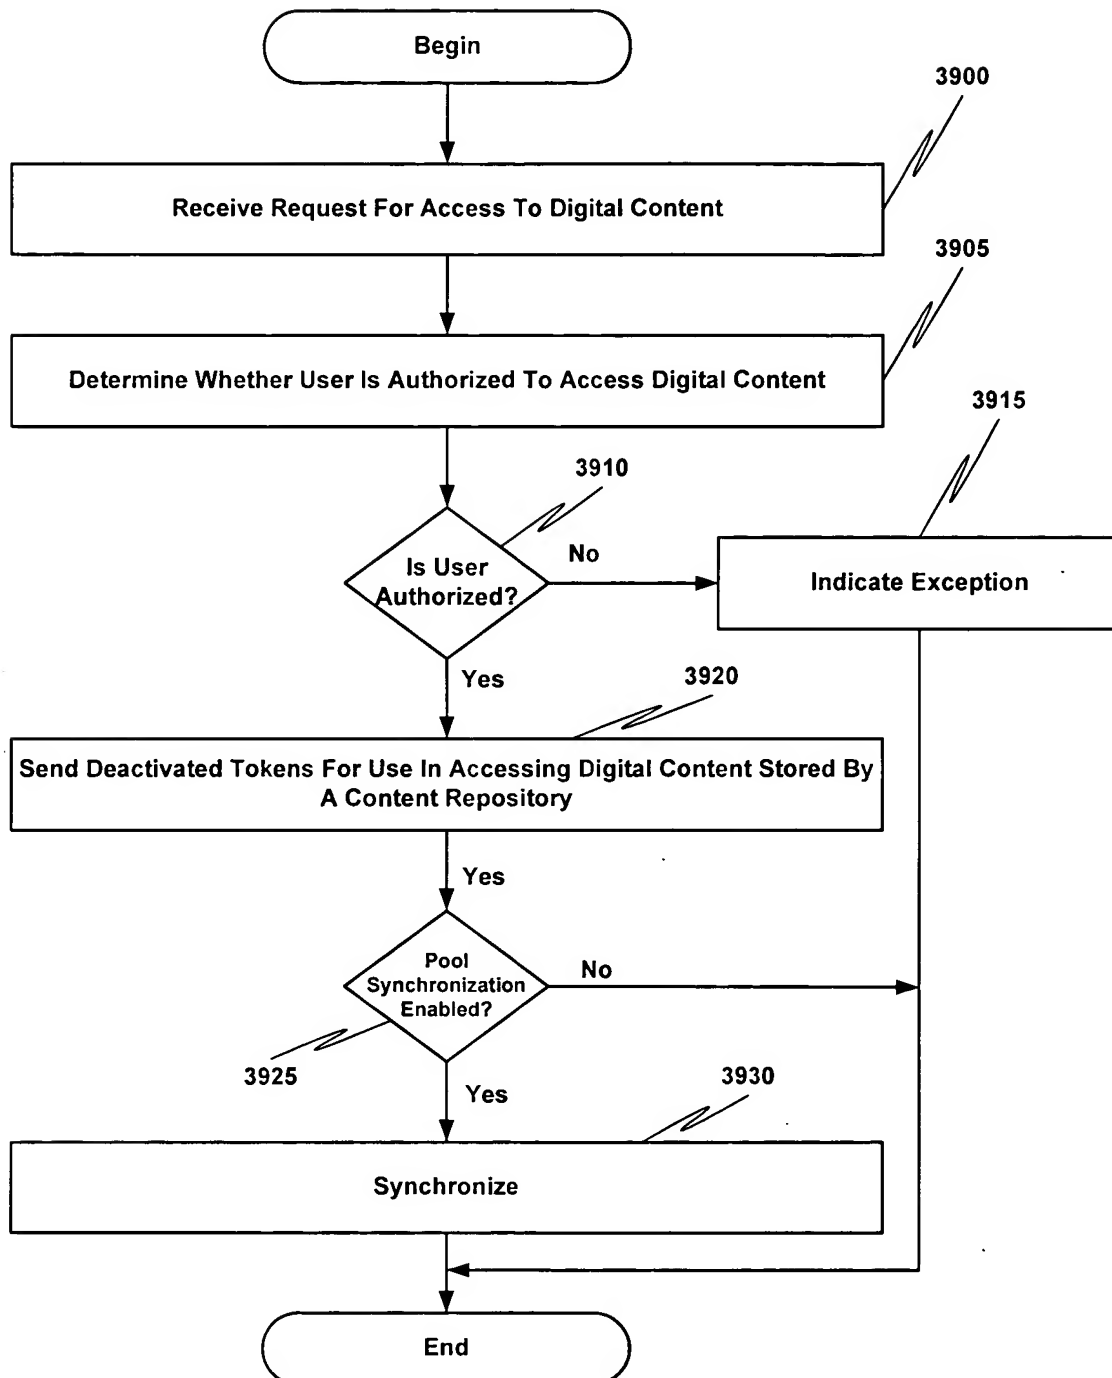 Begin
3900
Receive Request For Access To Digital Content
3905
Determine Whether User Is Authorized To Access Digital Content
3915
3910
Is User
Authorized?
No
Indicate Exception
Yes
3920
Send Deactivated Tokens For Use In Accessing Digital Content Stored By
A Content Repository
Yes
Pool
Synchronization
Enabled?
No
3925
Yes
3930
Synchronize
End